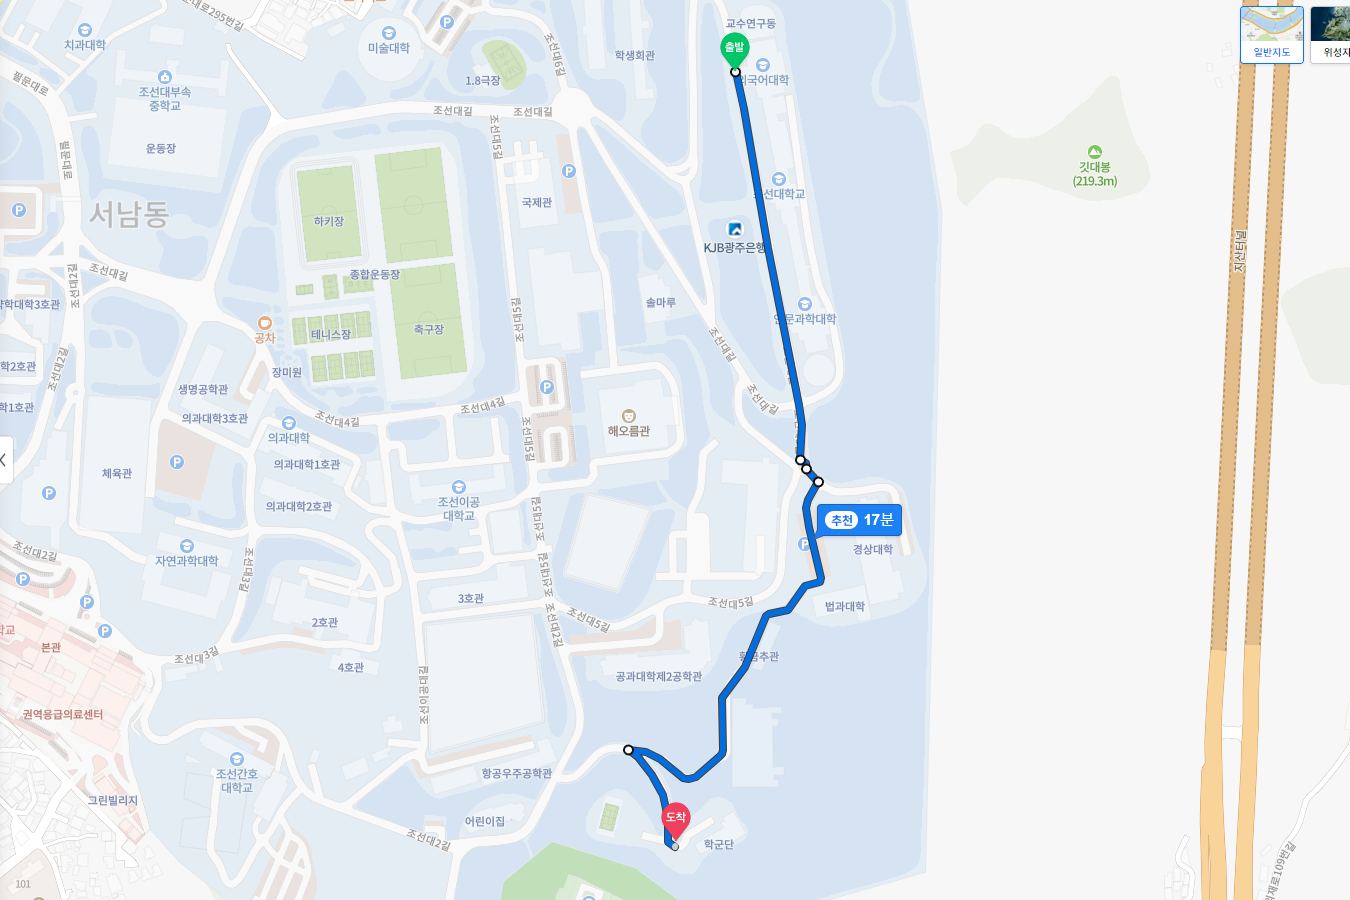 조선대로295번길
교수연구동
출발
일반지도
치과대학
미술대학
학생회관
외국어대학
1.8극장
조선대6길
필문대로
조선대부속
중학교
조선대길
조선대길
조선대5길
운동장
필문대로
깃대봉
(219.3m)
조선대학교
국제관
서남동
하키장
KJB광주은행
지산터널
조선대길
조선대2길
종합운동장
약학대학3호관
솔마루
조선대5길
인문과학대학
공차
테니스장
축구장
조선대길
학2호관
장미원
조선대2길
생명공학관
조선대길
학1호관
의과대학3호관
조선대4길
조선대4길
의과대학
해오름관
조선대5길
의과대학1호관
체육관
조선이공
대학교
의과대학2호관
조선대5길
추천 17분
경상대학
조선대2길
자연과학대학
조선대3길
조선대5길
3호관
조선대5길
법과대학
조선대5길
조선대2길
2호관
학교
본관
조선대3길
4호관
황금추관
공과대학제2공학관
조선이공대길
권역응급의료센터
조선간호
대학교
항공우주공학관
그린빌리지
도착
어린이집
조선대2길
학군단
101